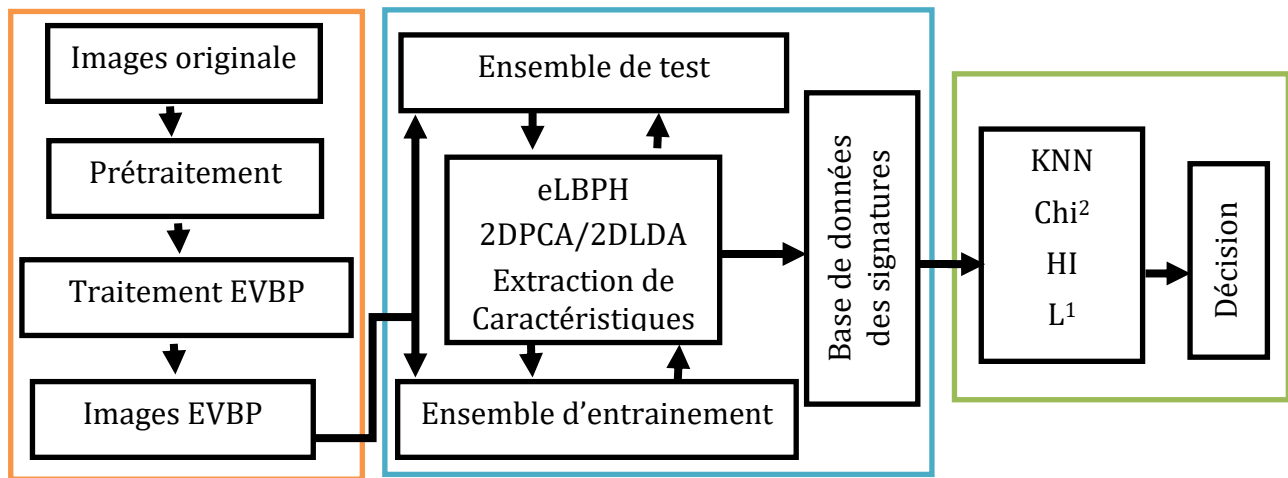 Images originale
Prétraitement
Traitement EVBP
Images EVBP
Ensemble de test
eLBPH
2DPCA/2DLDA
Extraction de
Caractéristiques
Ensemble d’entrainement
Base de données
des signatures
KNN
Chi²
HI
L¹
Décision